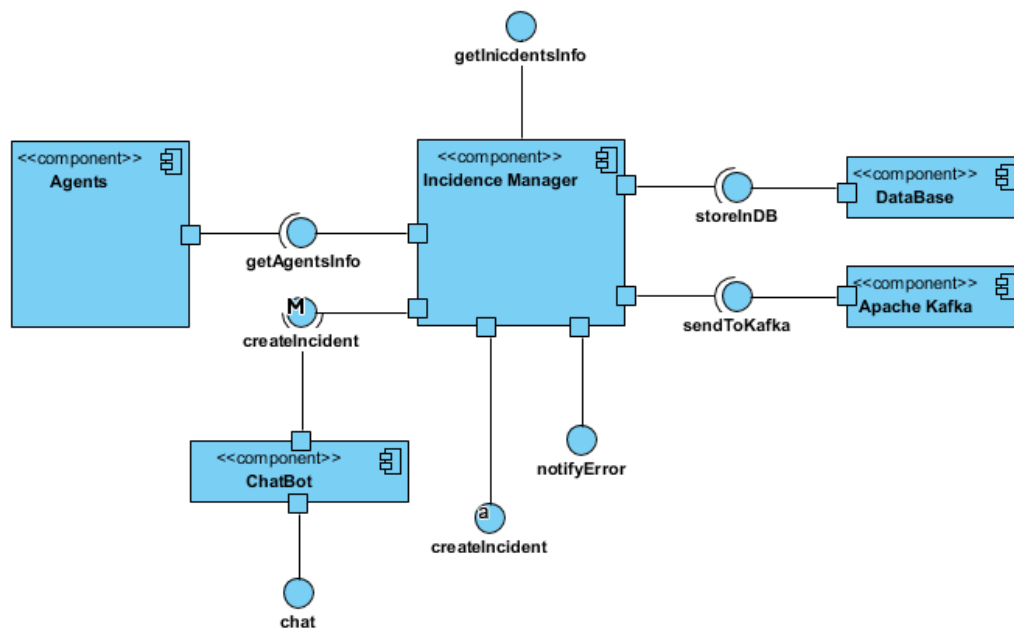 getInicdentsInfo
<<component>>
Agents
<<component>>
Incidence Manager
<<component>>
DataBase
storeInDB
getAgentsInfo
<<component>>
Apache Kafka
sendToKafka
M
createIncident
<<component>>
ChatBot
notifyError
a
createIncident
chat